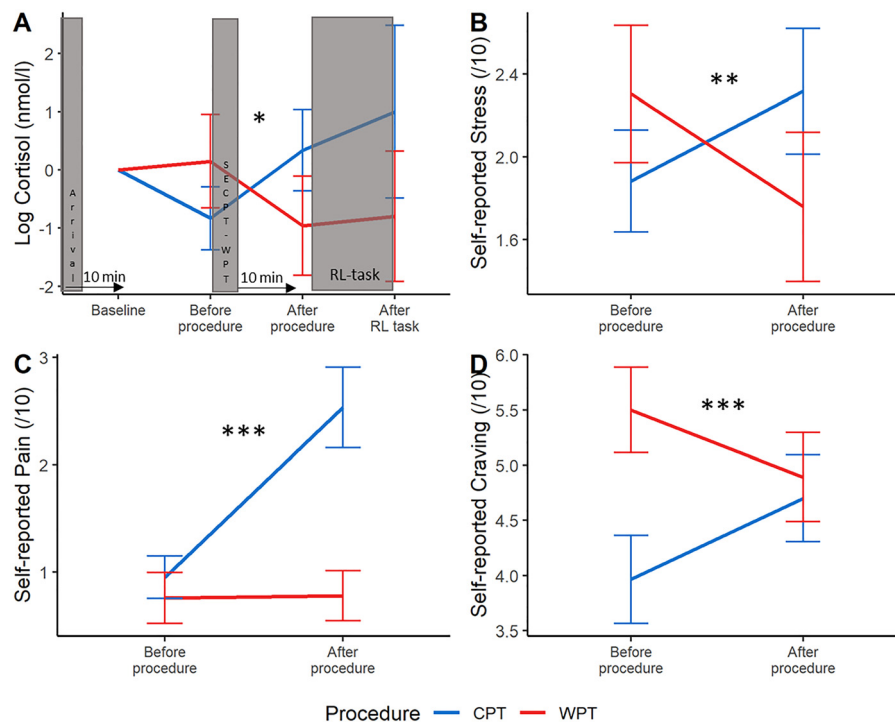 A
Log Cortisol (nmol/l)
2
1
0
-1
-2
Arrival
10 min
SECPT-WPT
10 min
*
RL-task
Baseline
Before
procedure
After
procedure
After
RL task
B
Self-reported Stress (/10)
2.4
2.0
1.6
**
Before
procedure
After
procedure
C
Self-reported Pain (/10)
3
2
1
***
Before
procedure
After
procedure
D
Self-reported Craving (/10)
6.0
5.5
5.0
4.5
4.0
3.5
***
Before
procedure
After
procedure
Procedure CPT WPT